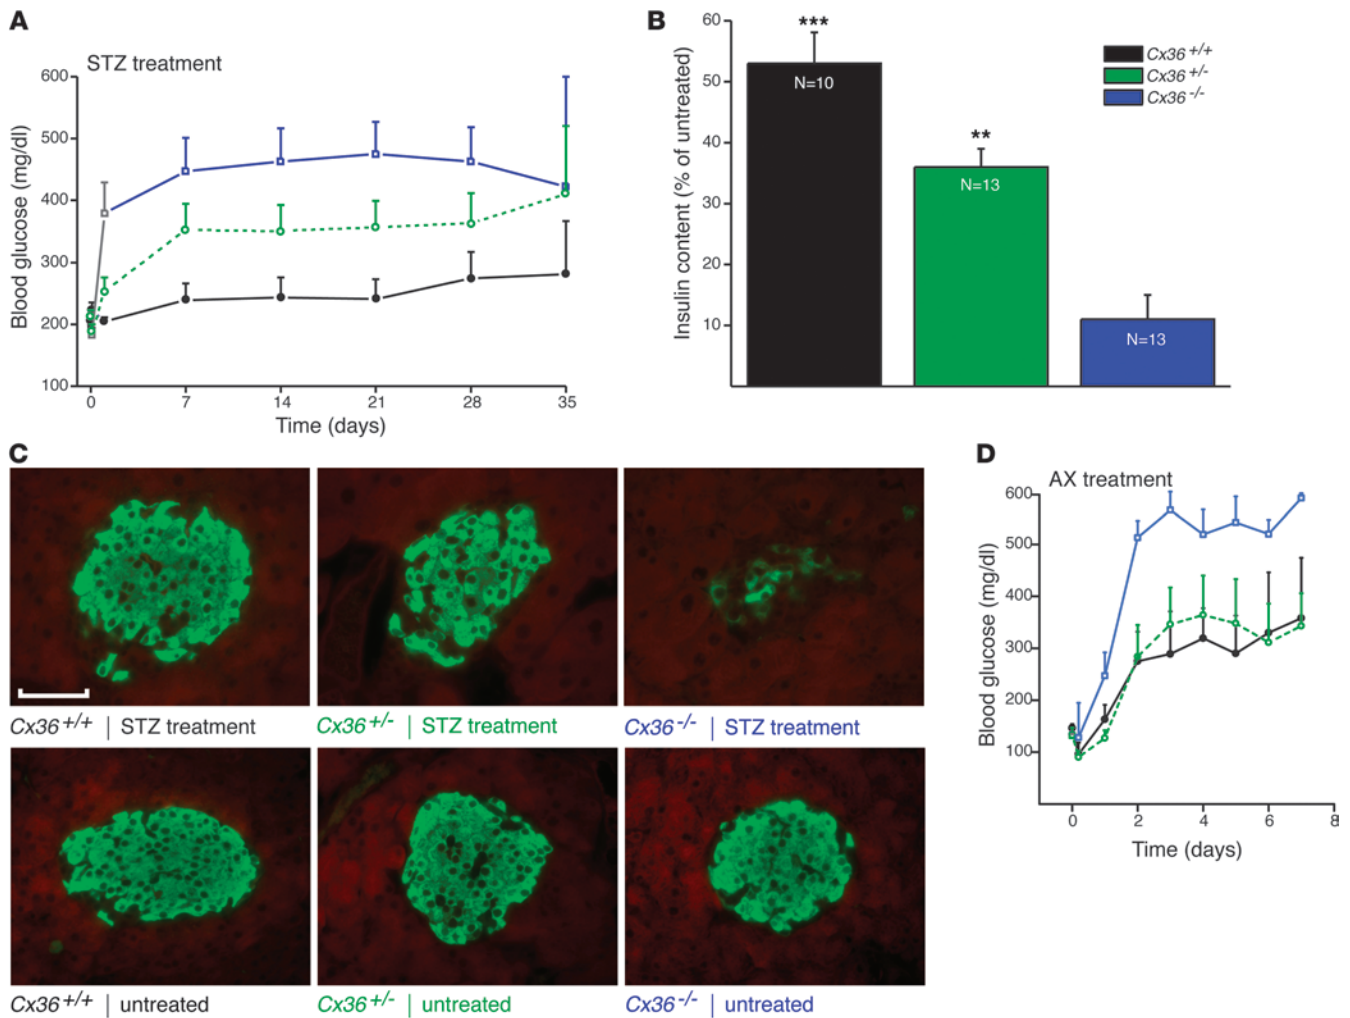 A
STZ treatment
600
500
400
300
200
100
Blood glucose (mg/dl)
0 7 14 21 28 35
Time (days)
B
60
50
40
30
20
10
Insulin content (% of untreated)
***
N=10
**
N=13
N=13
Cx36+/+
Cx36+/-
Cx36-/-
C
Cx36+/+ | STZ treatment
Cx36+/- | STZ treatment
Cx36-/- | STZ treatment
Cx36+/+ | untreated
Cx36+/- | untreated
Cx36-/- | untreated
D
AX treatment
600
500
400
300
200
100
Blood glucose (mg/dl)
0 2 4 6 8
Time (days)